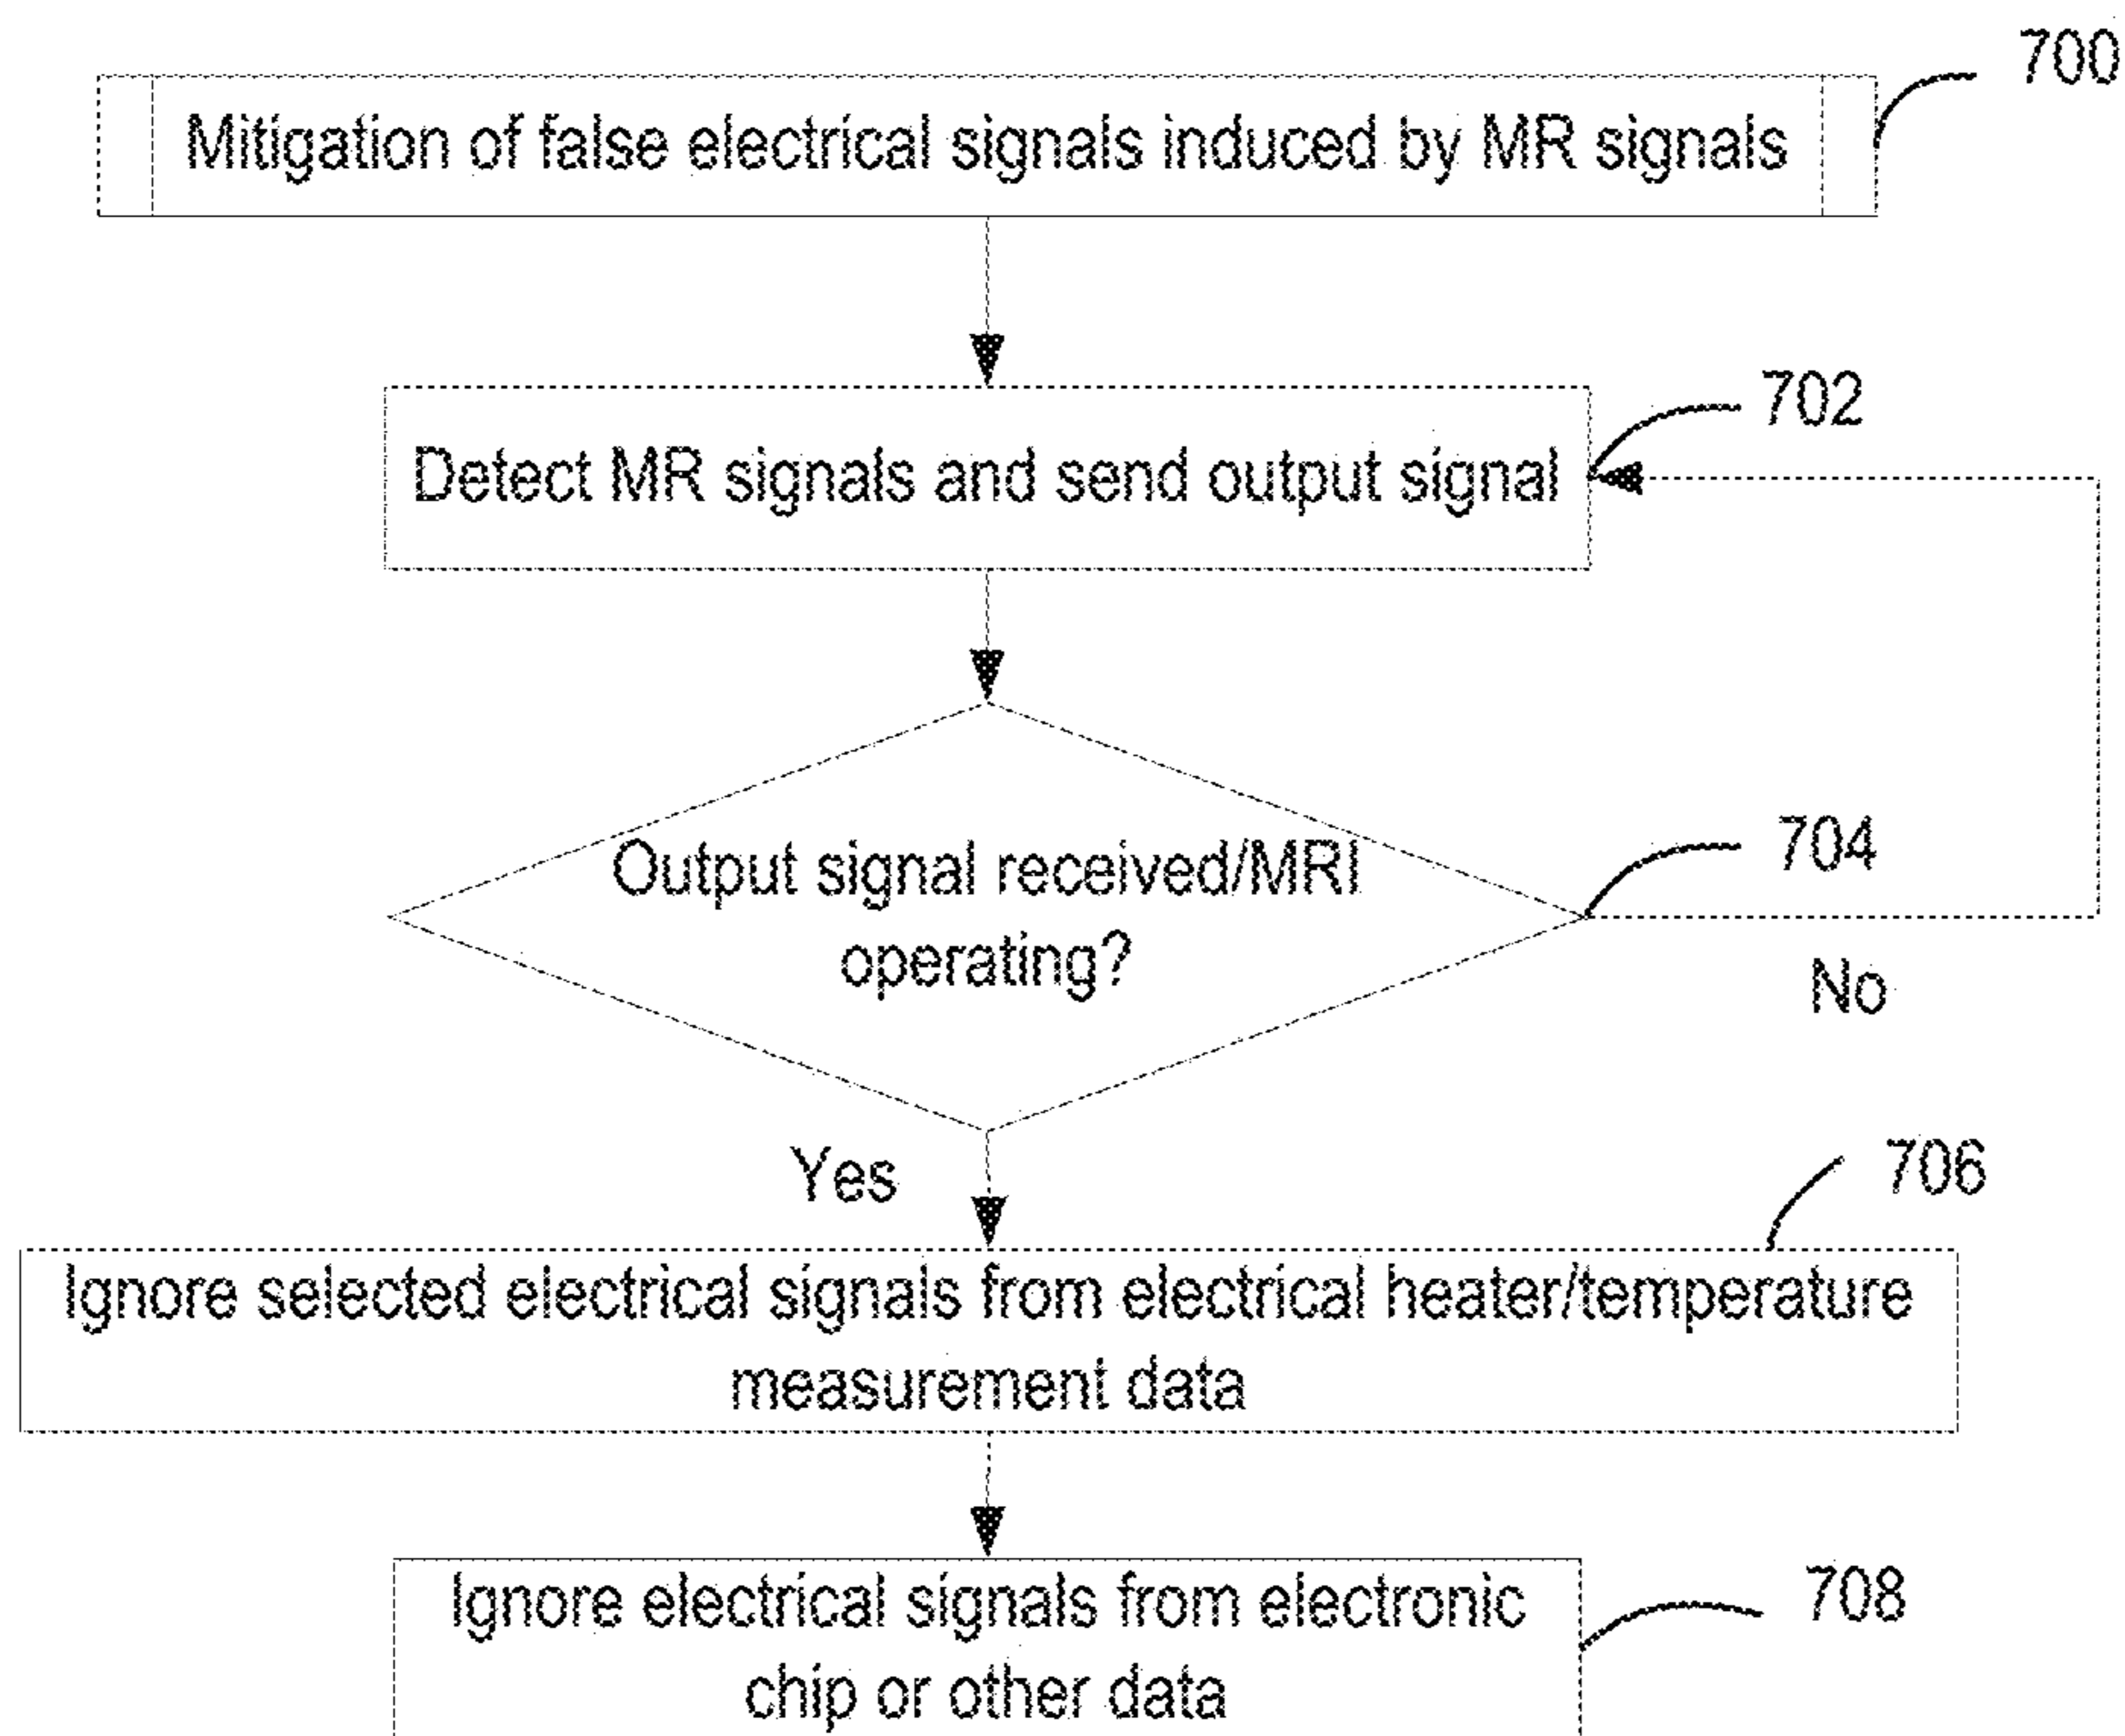 700
Mitigation of false electrical signals induced by MR signals
702
Detect MR signals and send output signal
704
Output signal received/MRI
operating?
No
Yes
706
Ignore selected electrical signals from electrical heater/temperature
measurement data
708
Ignore electrical signals from electronic
chip or other data